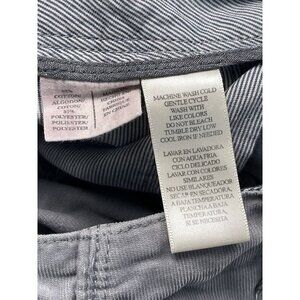 COTTON/
ALGODON/
POLYESTER/
POLYESTER
MACHINE WASH COLD
GENTLE CYCLE
WASH WITH
LIKE COLORS
DO NOT BLEACH
TUMBLE DRY LOW
COOL IRON IF NEEDED
LAVAR EN LAVADORA
CON AGUA FRIA
CICLO DELICADO
LAVAR CON COLORES
SIMILARES
NO USE BLANQUEADOR
EN SECADORA,
A BAJA TEMPERATURA,
PLANCHA A BAJA
TEMPERATURA,
SI SE NECESITA